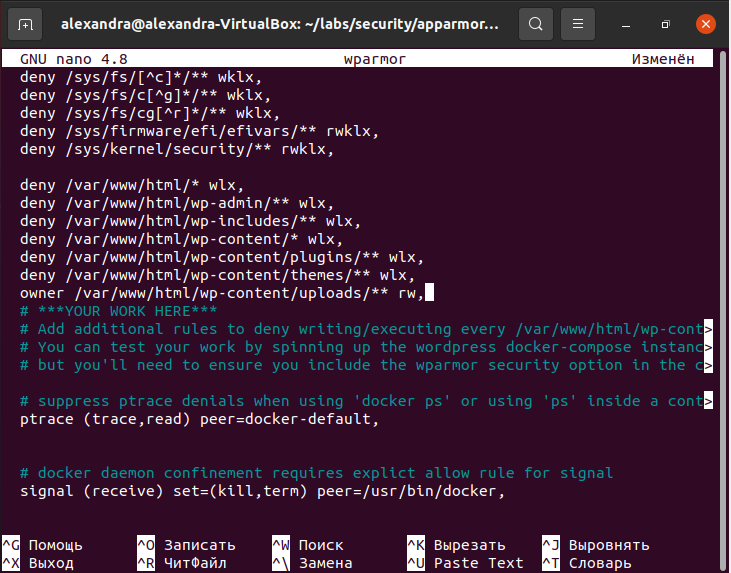 alexandra@alexandra-VirtualBox: ~/labs/security/apparmor...
GNU nano 4.8 wparmor Изменён
deny /sys/fs/[^c]*/** wklx,
deny /sys/fs/c[^g]*/** wklx,
deny /sys/fs/cg[^r]*/** wklx,
deny /sys/firmware/efi/efivars/** rwklx,
deny /sys/kernel/security/** rwklx,
deny /var/www/html/* wlx,
deny /var/www/html/wp-admin/** wlx,
deny /var/www/html/wp-includes/** wlx,
deny /var/www/html/wp-content/* wlx,
deny /var/www/html/wp-content/plugins/** wlx,
deny /var/www/html/wp-content/themes/** wlx,
owner /var/www/html/wp-content/uploads/** rw,
# ***YOUR WORK HERE***
# Add additional rules to deny writing/executing every /var/www/html/wp-cont>
# You can test your work by spinning up the wordpress docker-compose instanc>
# but you'll need to ensure you include the wparmor security option in the c>
# suppress ptrace denials when using 'docker ps' or using 'ps' inside a cont>
ptrace (trace,read) peer=docker-default,
# docker daemon confinement requires explict allow rule for signal
signal (receive) set=(kill,term) peer=/usr/bin/docker,
^G Помощь ^O Записать ^W Поиск ^K Вырезать ^J Выровнять
^X Выход ^R ЧитФайл ^\ Замена ^U Paste Text ^T Словарь